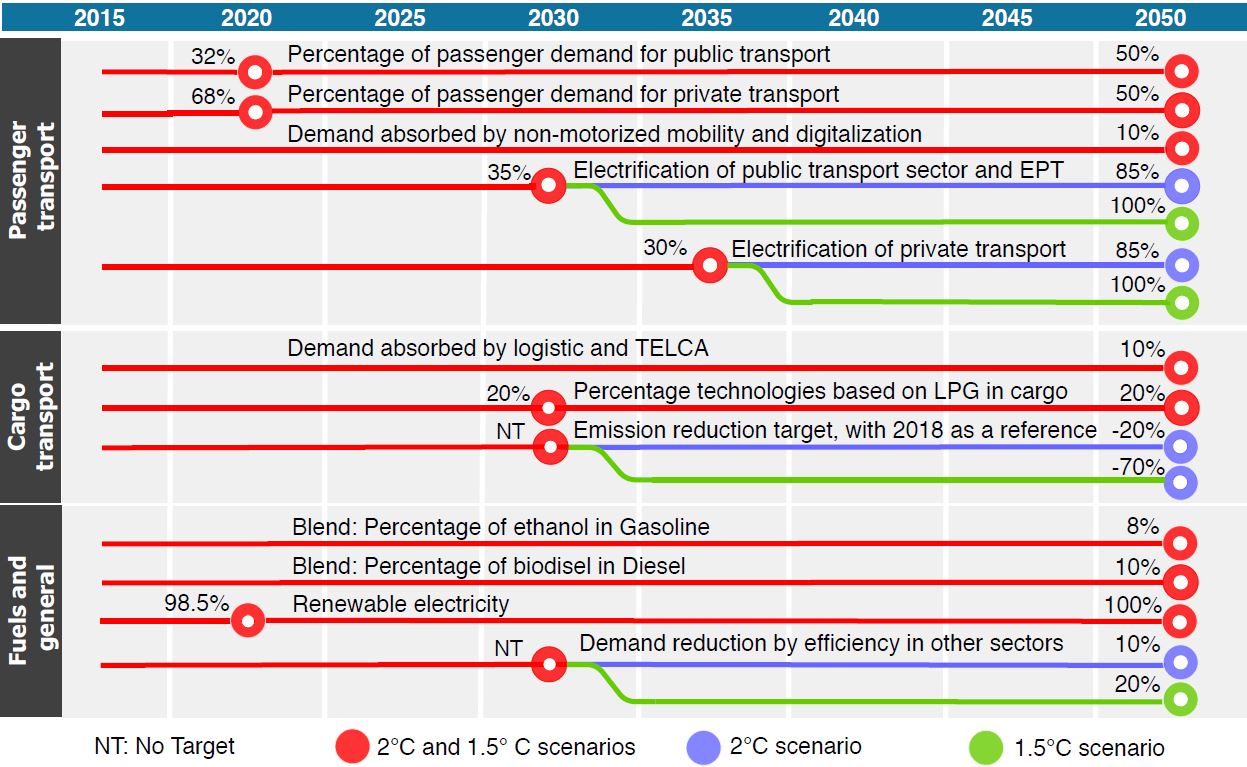 2015 2020 2025 2030 2035 2040 2045 2050
Passenger
transport
32% Percentage of passenger demand for public transport 50%
68% Percentage of passenger demand for private transport 50%
Demand absorbed by non-motorized mobility and digitalization 10%
35% Electrification of public transport sector and EPT 85%
100%
30% Electrification of private transport 85%
100%
Cargo
transport
Demand absorbed by logistic and TELCA 10%
20% Percentage technologies based on LPG in cargo 20%
NT Emission reduction target, with 2018 as a reference -20%
-70%
Fuels and
general
Blend: Percentage of ethanol in Gasoline 8%
Blend: Percentage of biodisel in Diesel 10%
98.5% Renewable electricity 100%
NT Demand reduction by efficiency in other sectors 10%
20%
NT: No Target 2°C and 1.5° C scenarios 2°C scenario 1.5°C scenario